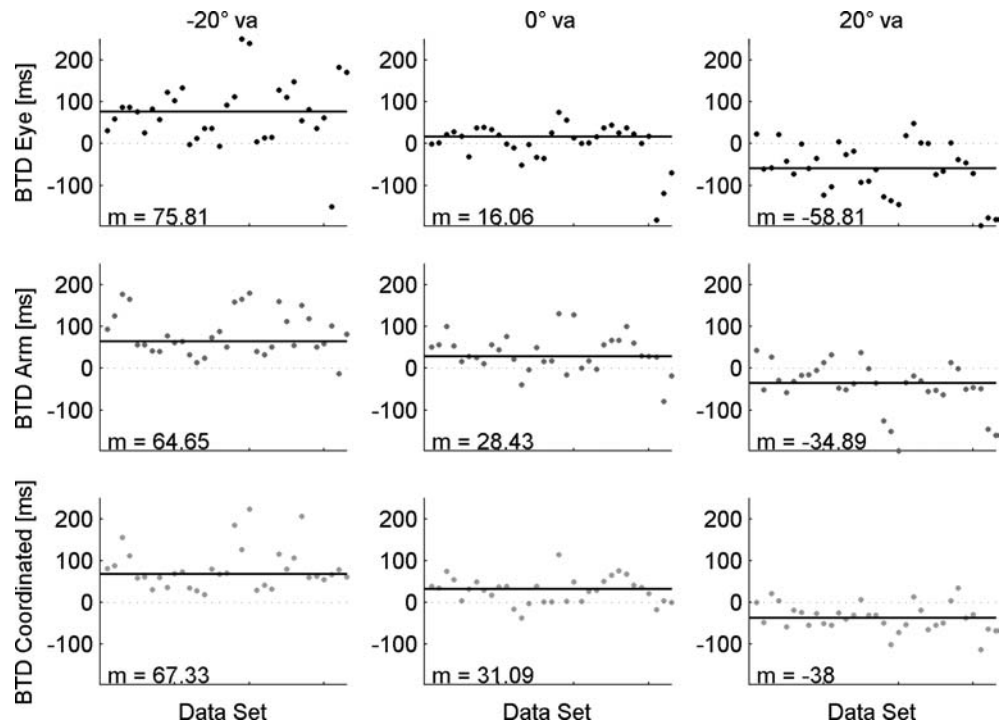 -20° va
0° va
20° va
BTD Eye [ms]
200
100
0
-100
m = 75.81
200
100
0
-100
m = 16.06
200
100
0
-100
m = -58.81
BTD Arm [ms]
200
100
0
-100
m = 64.65
200
100
0
-100
m = 28.43
200
100
0
-100
m = -34.89
BTD Coordinated [ms]
200
100
0
-100
m = 67.33
200
100
0
-100
m = 31.09
200
100
0
-100
m = -38
Data Set
Data Set
Data Set